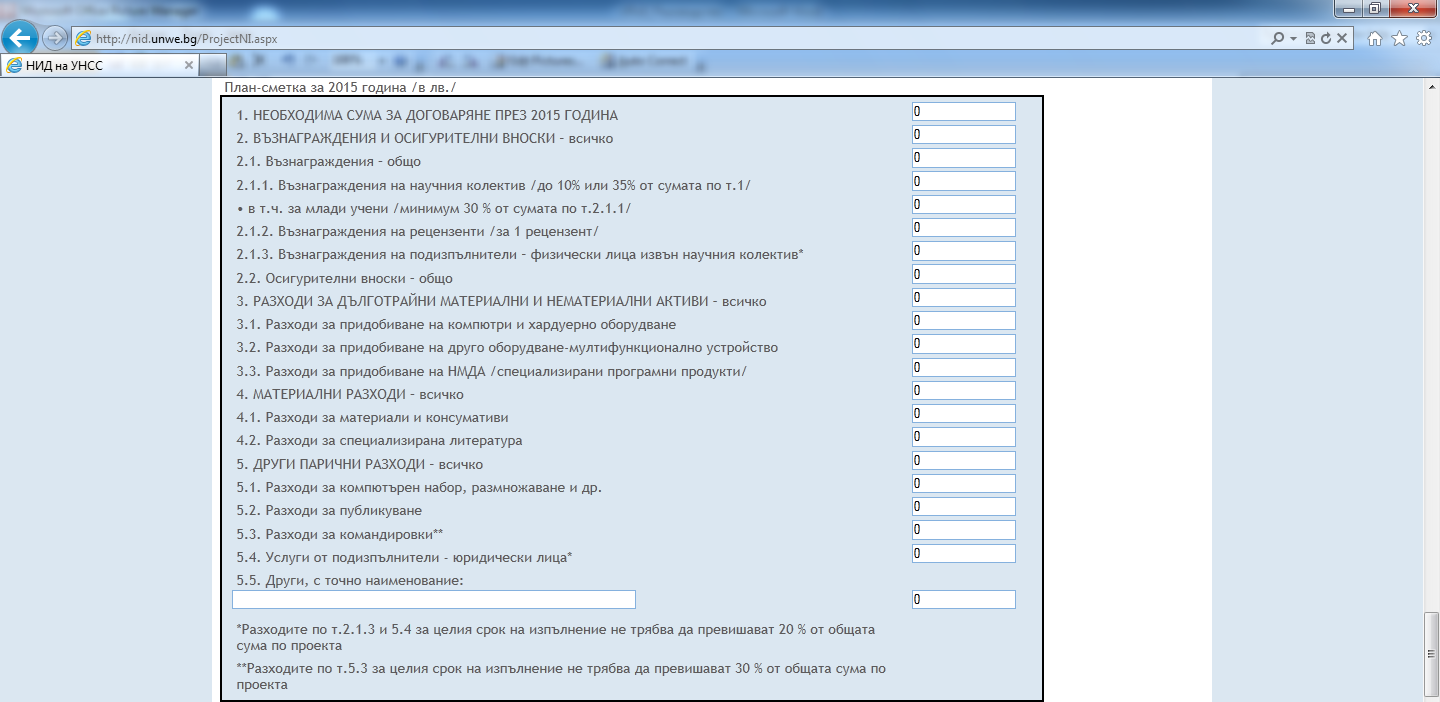 http://nid.unwe.bg/ProjectNI.aspx
НИД на УНСС
План-сметка за 2015 година /в лв./
1. НЕОБХОДИМА СУМА ЗА ДОГОВАРЯНЕ ПРЕЗ 2015 ГОДИНА 0
2. ВЪЗНАГРАЖДЕНИЯ И ОСИГУРИТЕЛНИ ВНОСКИ – всичко 0
2.1. Възнаграждения – общо 0
2.1.1. Възнаграждения на научния колектив /до 10% или 35% от сумата по т.1/ 0
• в т.ч. за млади учени /минимум 30 % от сумата по т.2.1.1/ 0
2.1.2. Възнаграждения на рецензенти /за 1 рецензент/ 0
2.1.3. Възнаграждения на подизпълнители – физически лица извън научния колектив* 0
2.2. Осигурителни вноски – общо 0
3. РАЗХОДИ ЗА ДЪЛГОТРАЙНИ МАТЕРИАЛНИ И НЕМАТЕРИАЛНИ АКТИВИ – всичко 0
3.1. Разходи за придобиване на компютри и хардуерно оборудване 0
3.2. Разходи за придобиване на друго оборудване-мултифункционално устройство 0
3.3. Разходи за придобиване на НМДА /специализирани програмни продукти/ 0
4. МАТЕРИАЛНИ РАЗХОДИ – всичко 0
4.1. Разходи за материали и консумативи 0
4.2. Разходи за специализирана литература 0
5. ДРУГИ ПАРИЧНИ РАЗХОДИ – всичко 0
5.1. Разходи за компютърен набор, размножаване и др. 0
5.2. Разходи за публикуване 0
5.3. Разходи за командировки** 0
5.4. Услуги от подизпълнители - юридически лица* 0
5.5. Други, с точно наименование:
0
*Разходите по т.2.1.3 и 5.4 за целия срок на изпълнение не трябва да превишават 20 % от общата
сума по проекта
**Разходите по т.5.3 за целия срок на изпълнение не трябва да превишават 30 % от общата сума по
проекта